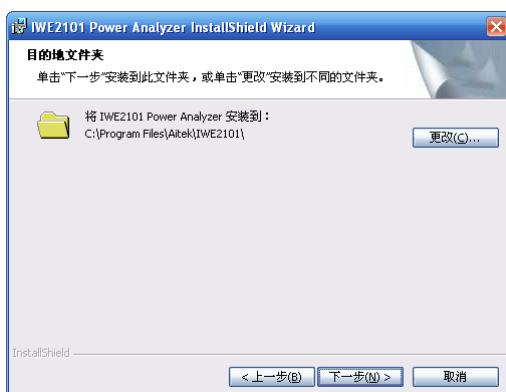 IWE2101 Power Analyzer InstallShield Wizard
目的地文件夹
单击“下一步”安装到此文件夹，或单击“更改”安装到不同的文件夹。
将 IWE2101 Power Analyzer 安装到：
C:\Program Files\Aitek\IWE2101\
更改(C)...
InstallShield
< 上一步(B)
下一步(N) >
取消